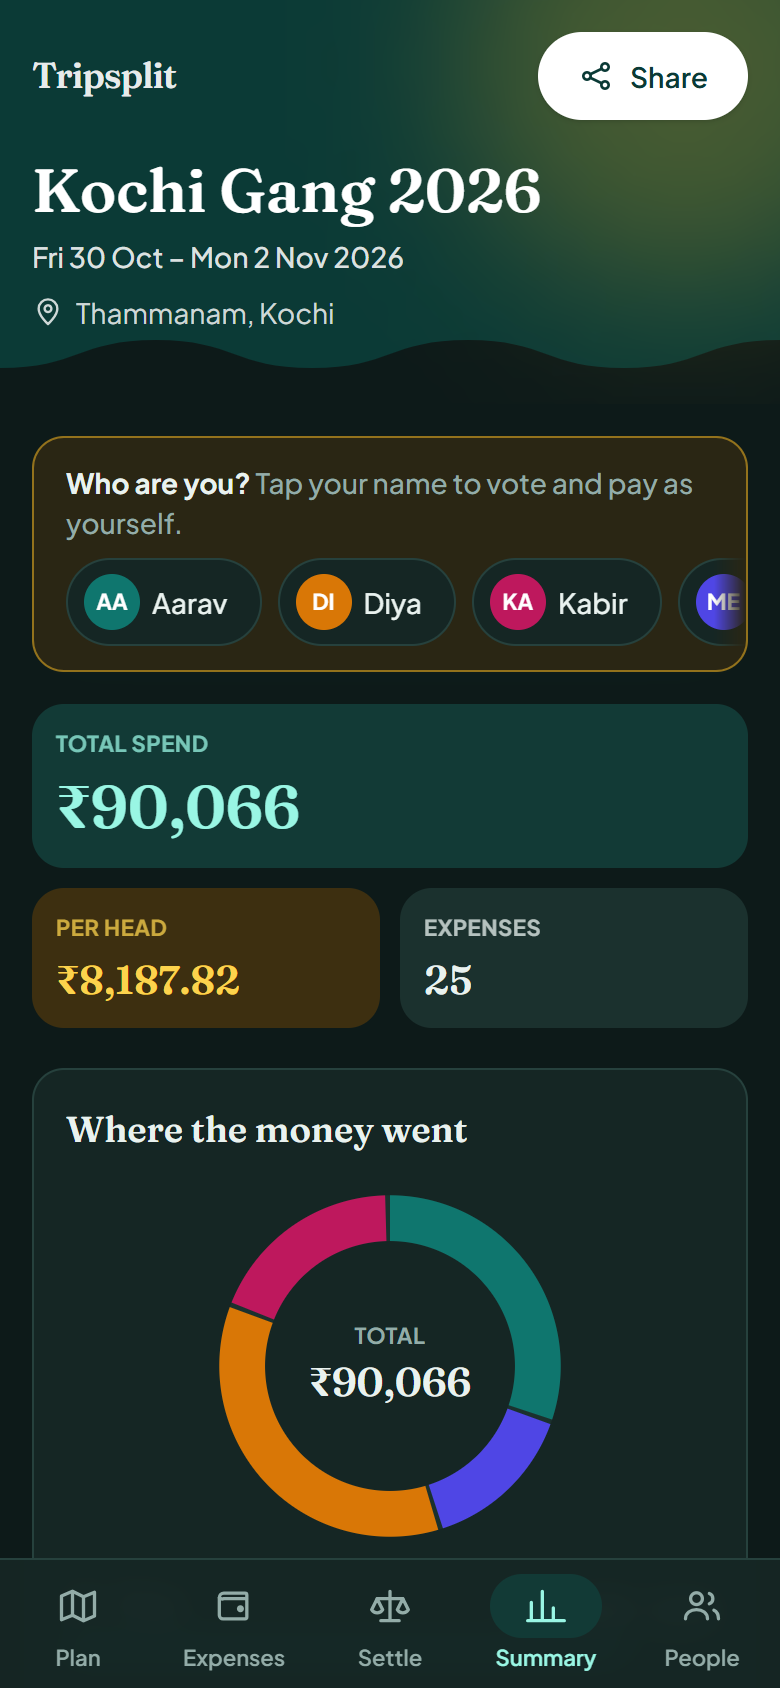 Tripsplit
Share
Kochi Gang 2026
Fri 30 Oct – Mon 2 Nov 2026
Thammanam, Kochi
Who are you? Tap your name to vote and pay as
yourself.
AA Aarav
DI Diya
KA Kabir
ME
TOTAL SPEND
₹90,066
PER HEAD
₹8,187.82
EXPENSES
25
Where the money went
TOTAL
₹90,066
Plan
Expenses
Settle
Summary
People